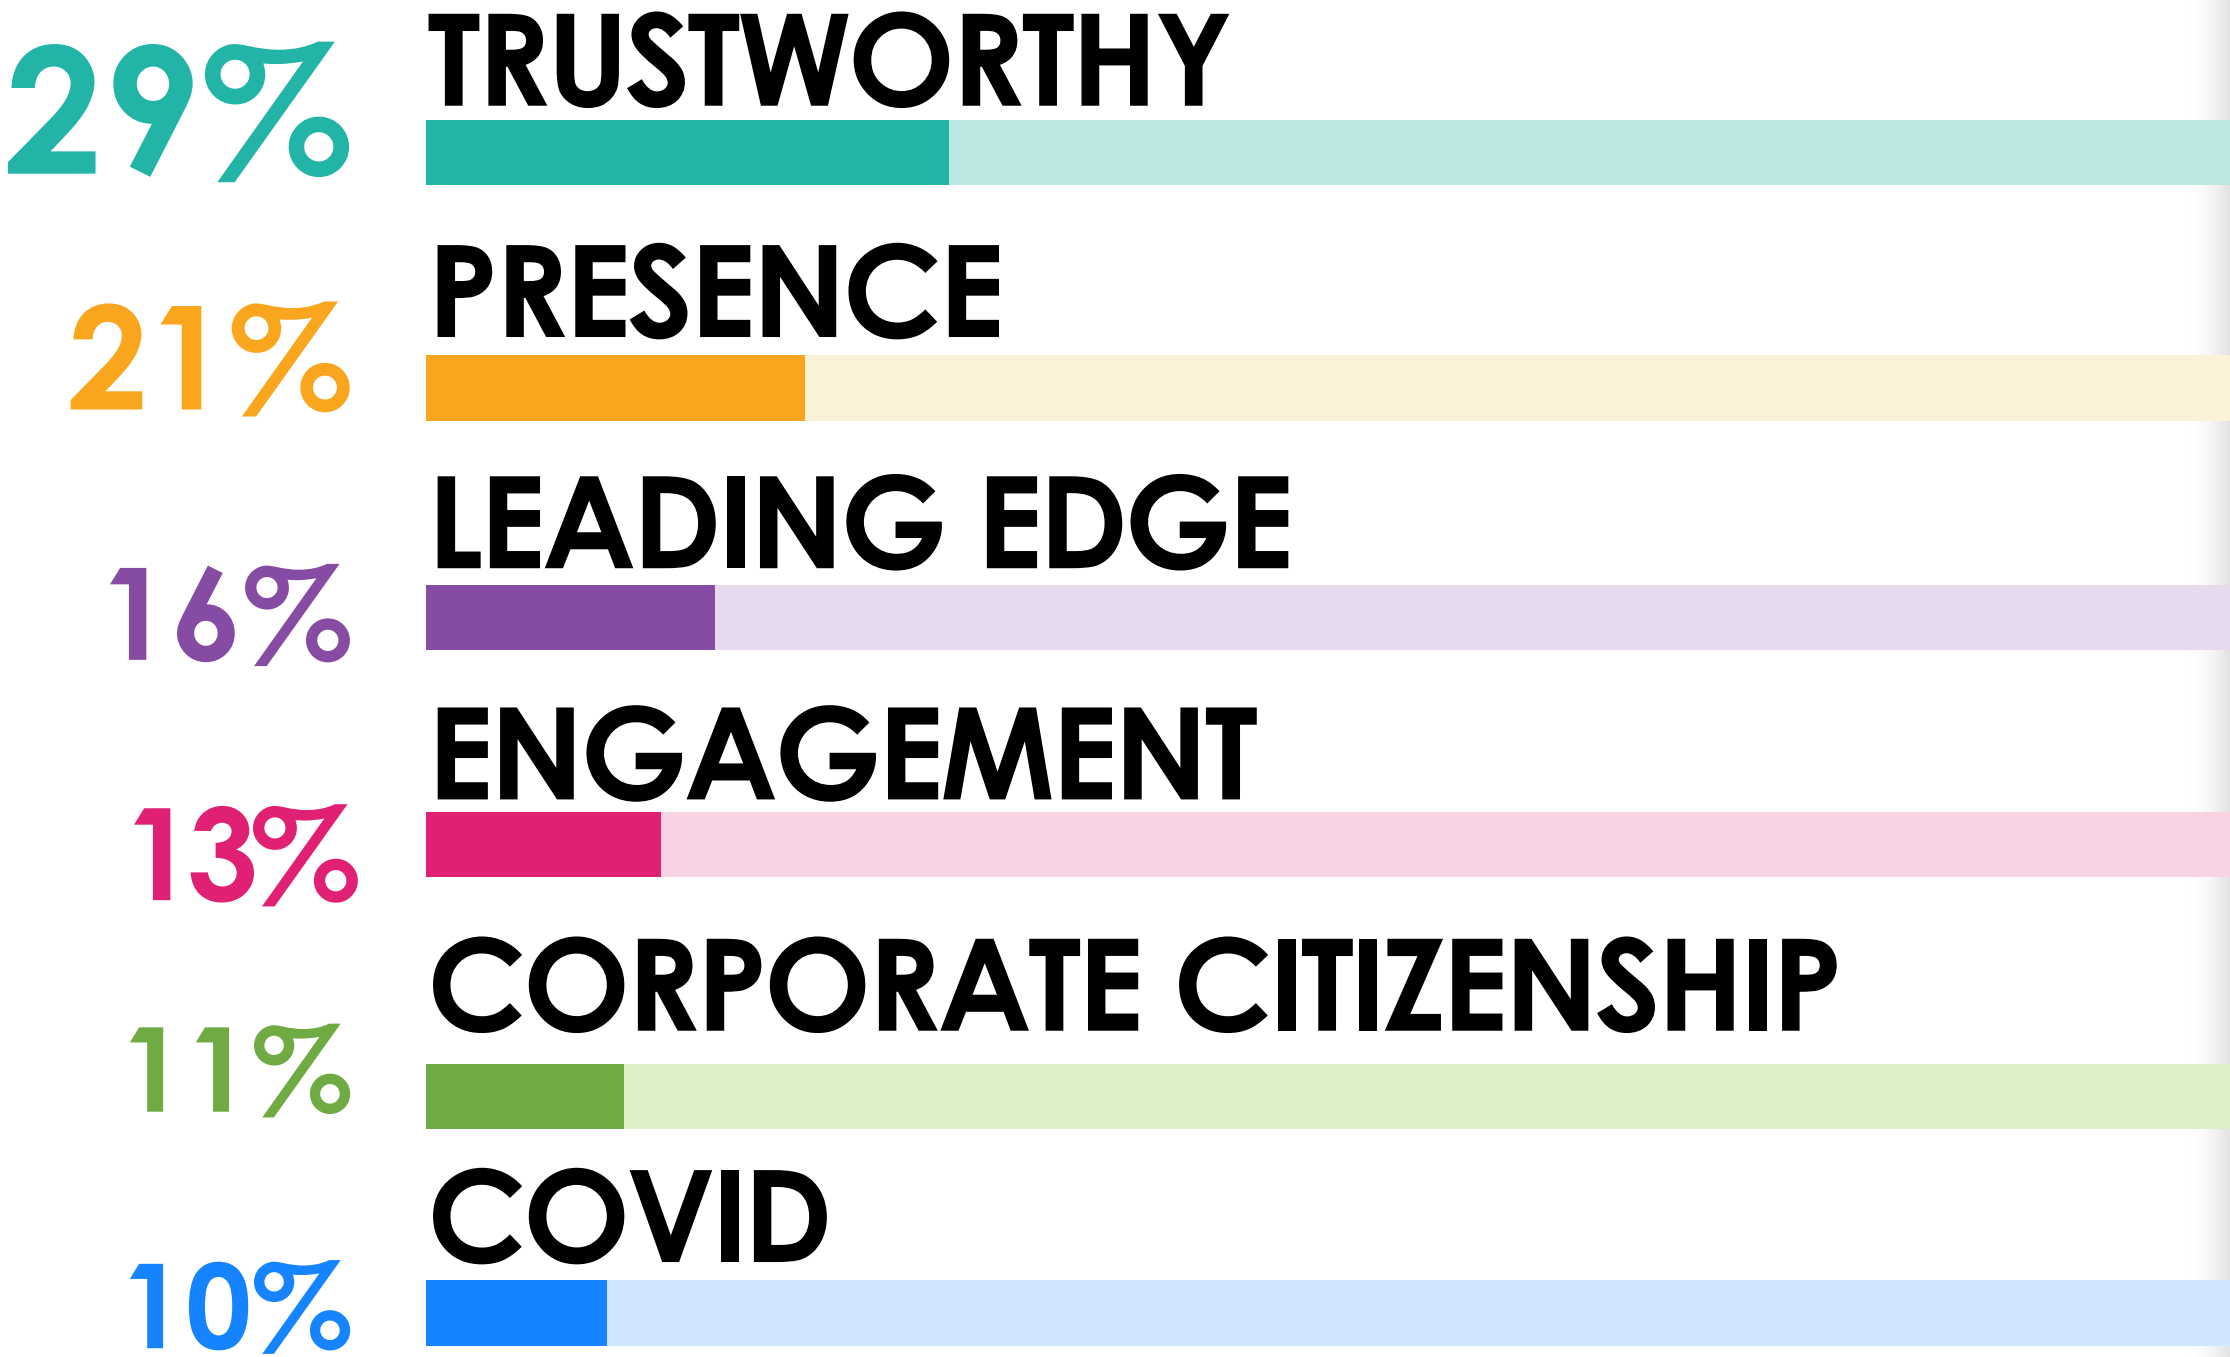 29% TRUSTWORTHY
21% PRESENCE
16% LEADING EDGE
13% ENGAGEMENT
11% CORPORATE CITIZENSHIP
10% COVID